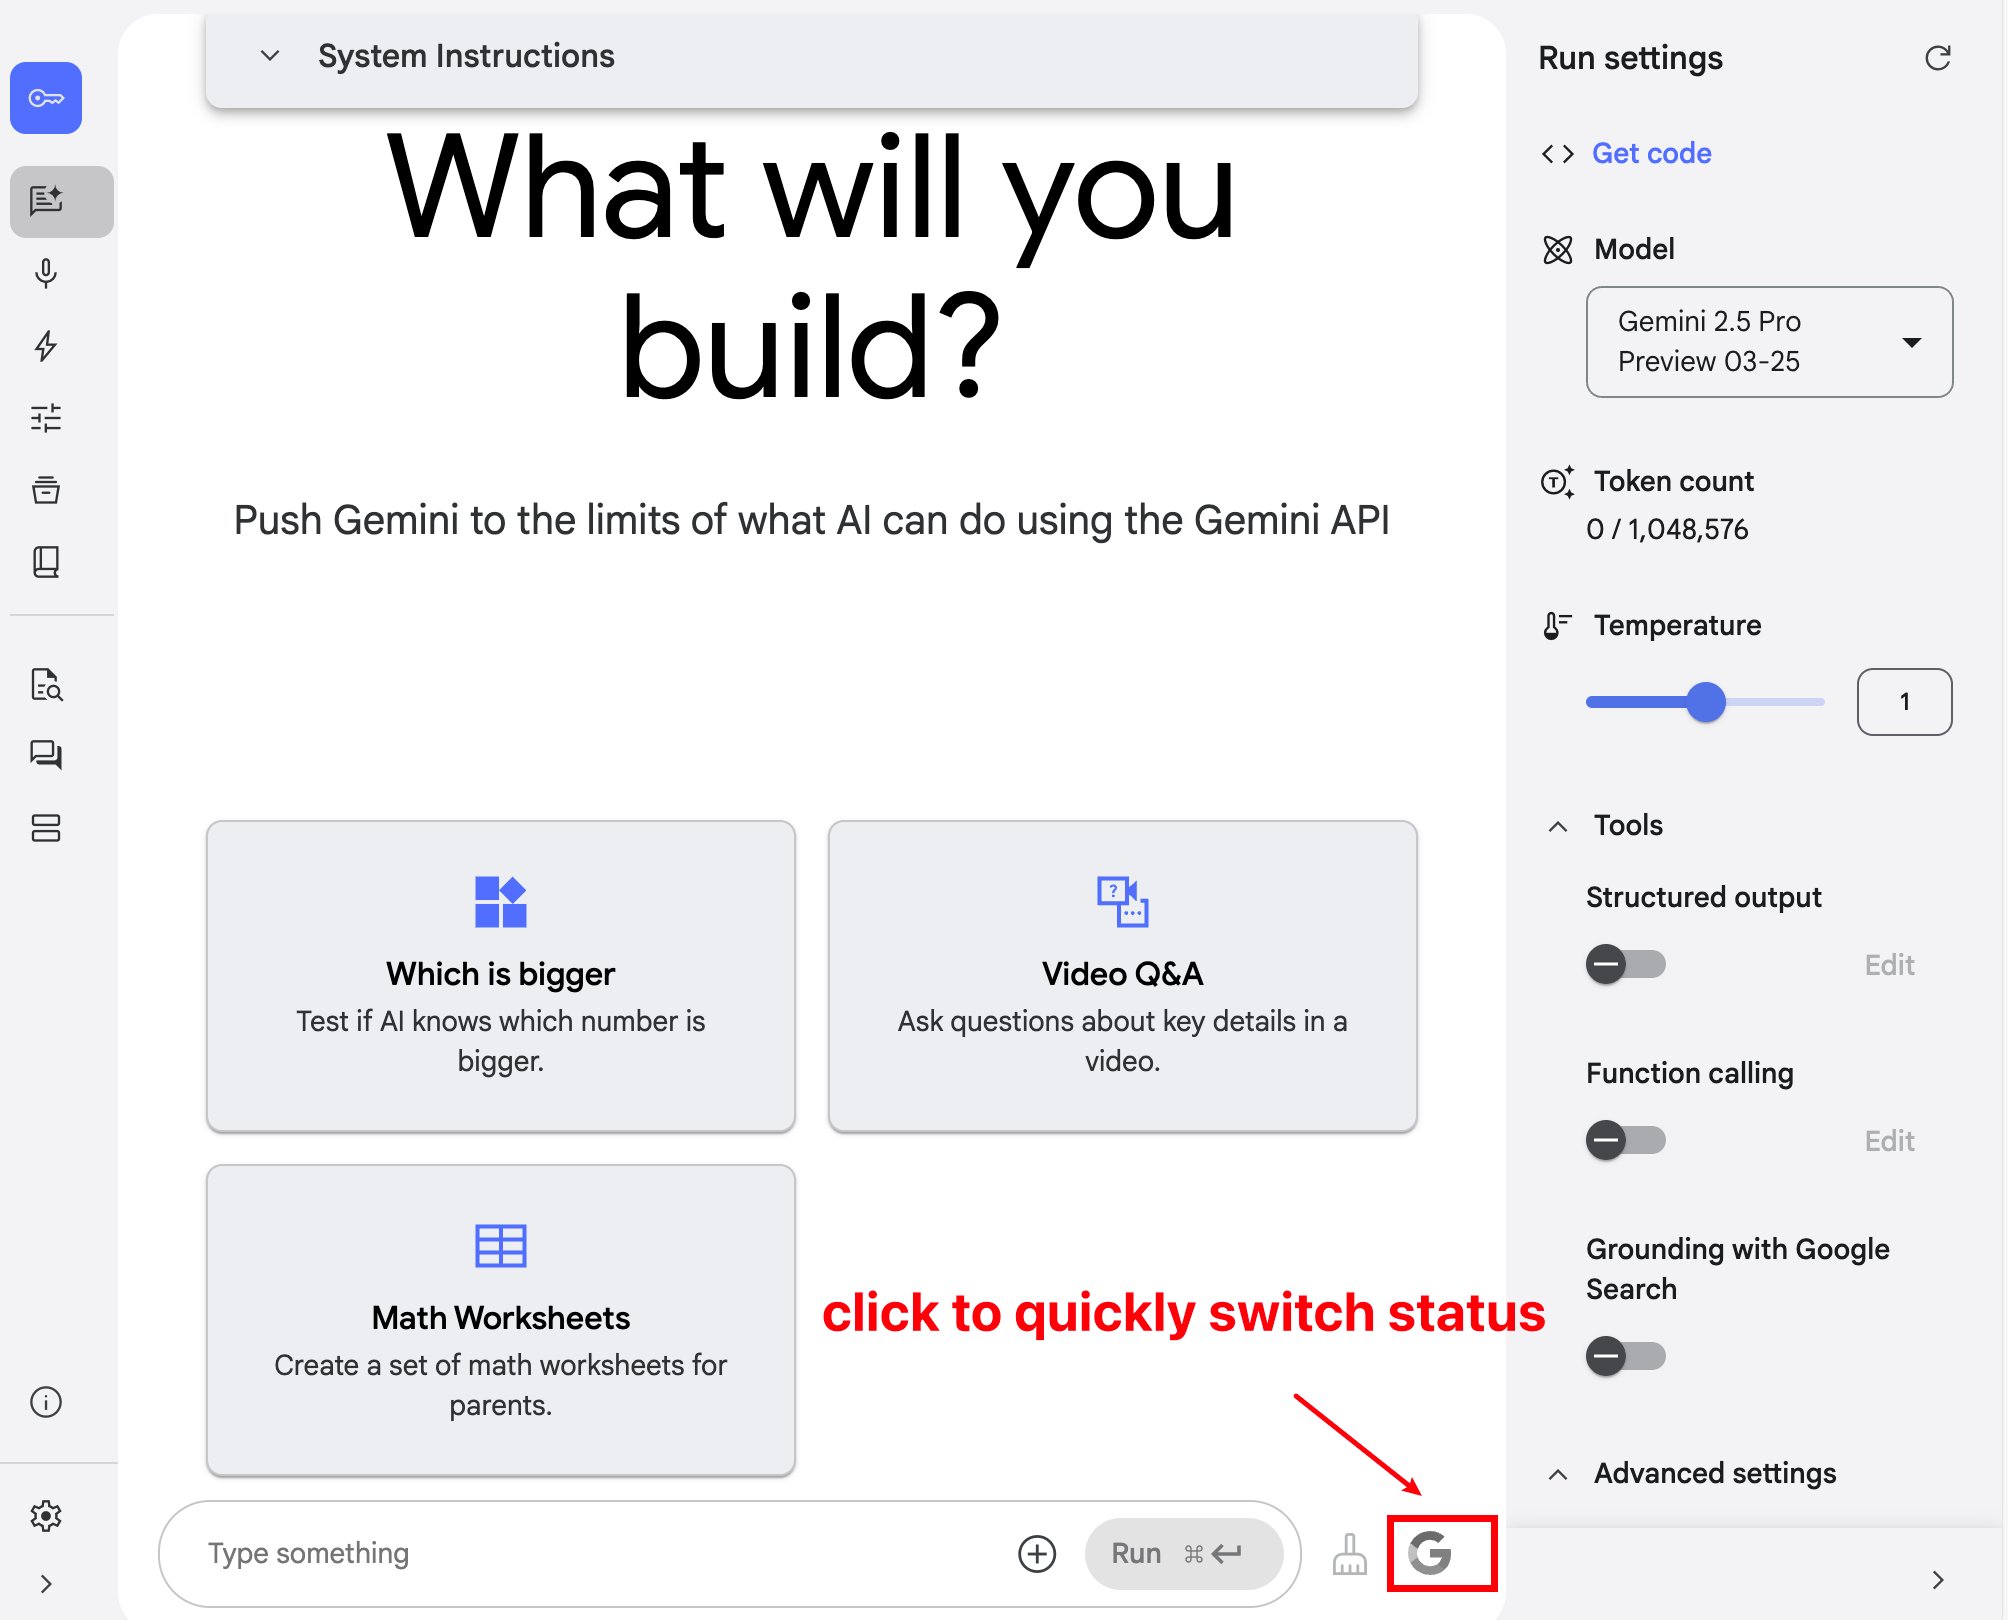 System Instructions
What will you
build?
Push Gemini to the limits of what AI can do using the Gemini API
Which is bigger
Test if AI knows which number is
bigger.
Video Q&A
Ask questions about key details in a
video.
Math Worksheets
Create a set of math worksheets for
parents.
click to quickly switch status
Type something
Run ⌘↵
G
Run settings
Get code
Model
Gemini 2.5 Pro
Preview 03-25
Token count
0 / 1,048,576
Temperature
1
Tools
Structured output
Edit
Function calling
Edit
Grounding with Google
Search
Advanced settings